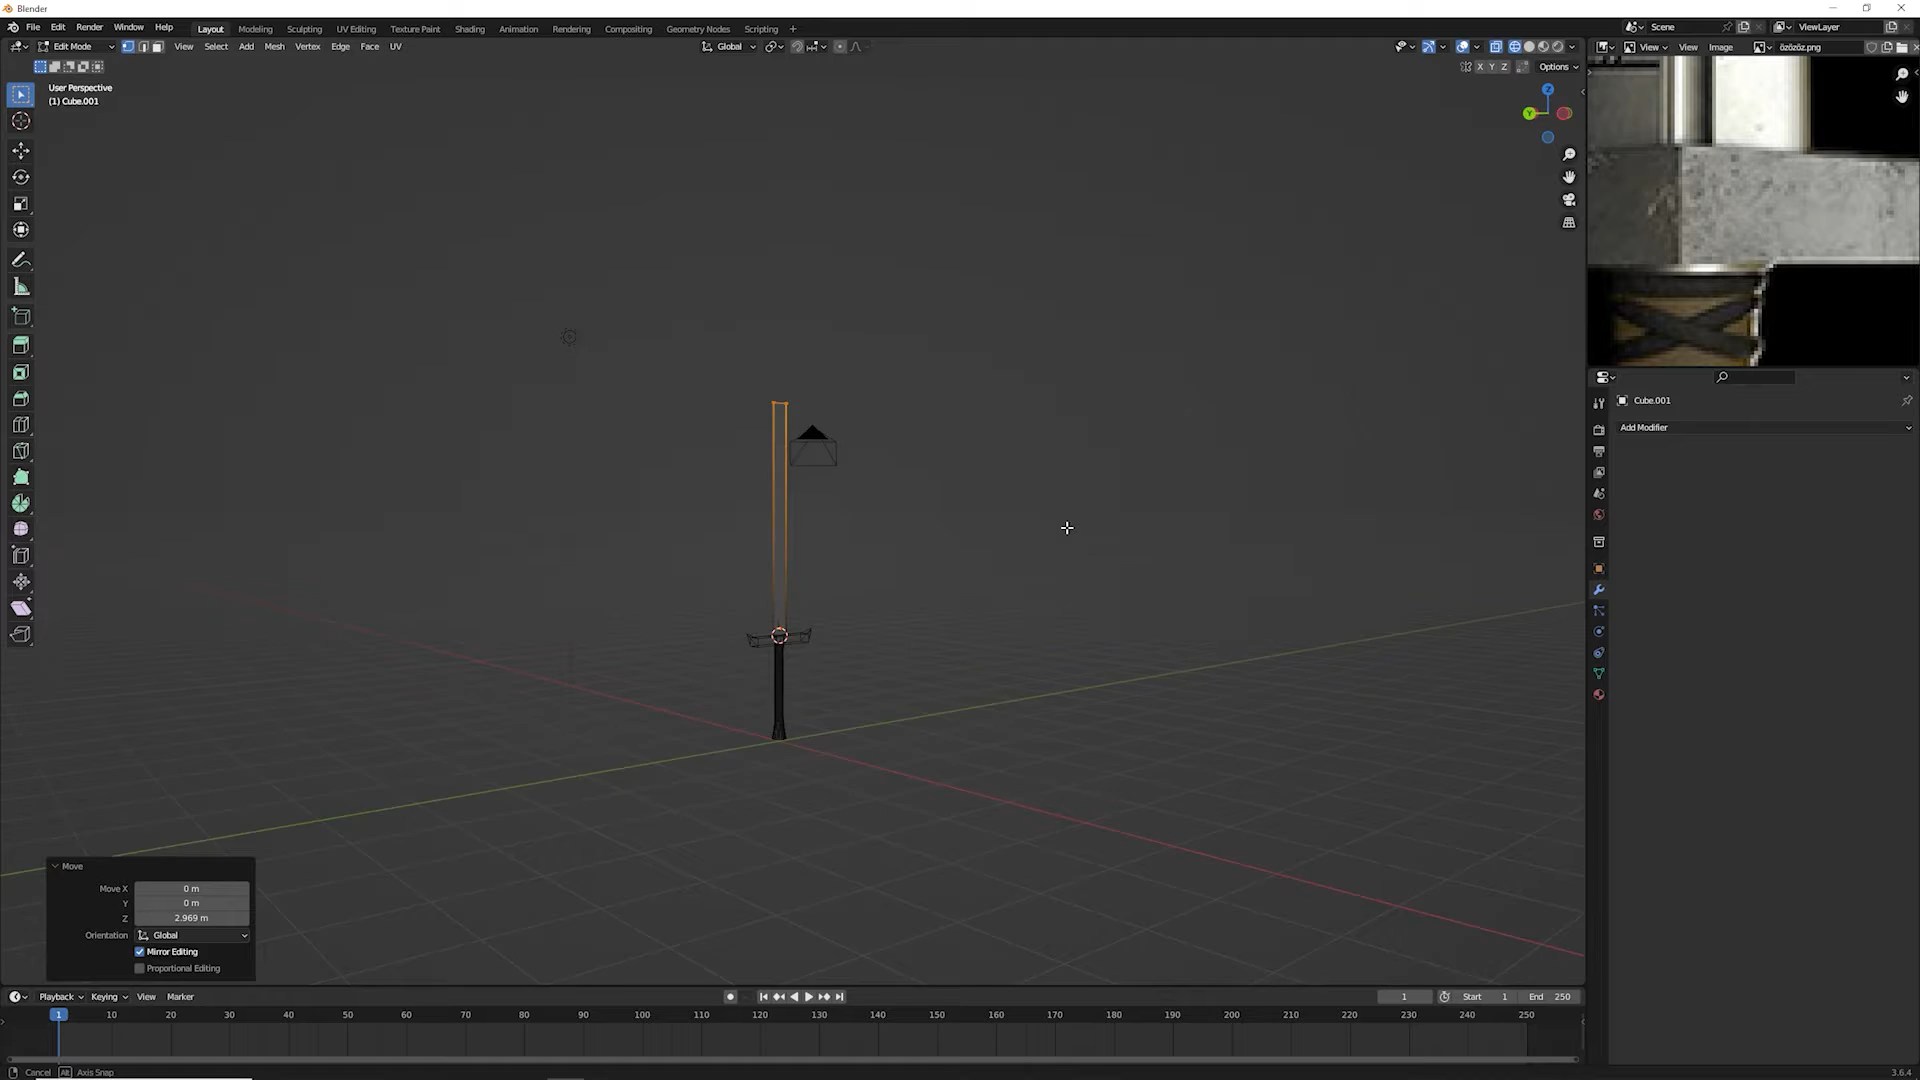 Blender
File Edit Render Window Help
Layout Modeling Sculpting UV Editing Texture Paint Shading Animation Rendering Compositing Geometry Nodes Scripting +
Scene
ViewLayer
Edit Mode
View Select Add Mesh Vertex Edge Face UV
Global
View View Image
özözöz.png
X Y Z
Options
User Perspective
(1) Cube.001
Z
Y
Cube.001
Add Modifier
Move
Move X 0 m
Y 0 m
Z 2.969 m
Orientation Global
Mirror Editing
Proportional Editing
Playback Keying View Marker
1
Start 1 End 250
1 10 20 30 40 50 60 70 80 90 100 110 120 130 140 150 160 170 180 190 200 210 220 230 240 250
Cancel Alt Axis Snap
3.6.4